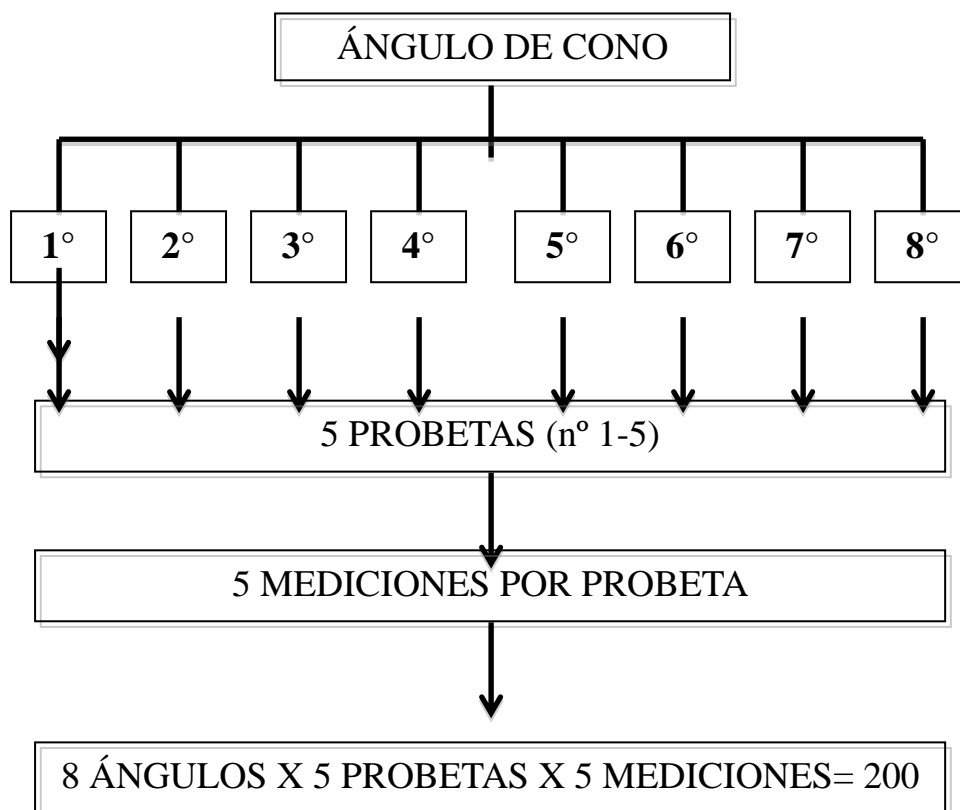 ÁNGULO DE CONO
1° 2° 3° 4° 5° 6° 7° 8°
5 PROBETAS (nº 1-5)
5 MEDICIONES POR PROBETA
8 ÁNGULOS X 5 PROBETAS X 5 MEDICIONES= 200